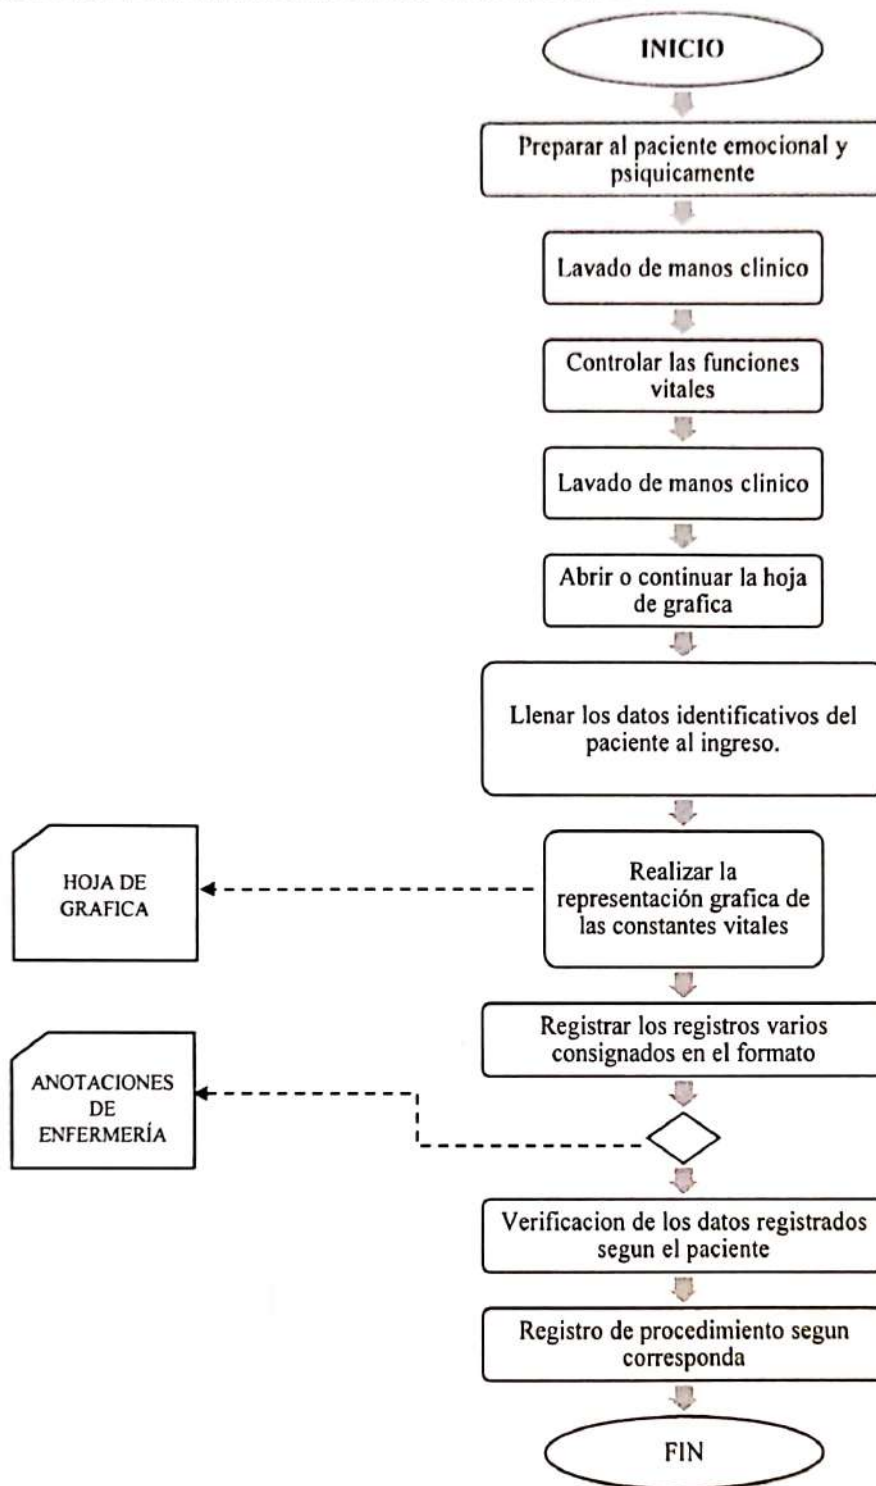 INICIO
Preparar al paciente emocional y
psiquicamente
Lavado de manos clinico
Controlar las funciones
vitales
Lavado de manos clinico
Abrir o continuar la hoja
de grafica
Llenar los datos identificativos del
paciente al ingreso.
HOJA DE
GRAFICA
Realizar la
representación grafica de
las constantes vitales
Registrar los registros varios
consignados en el formato
ANOTACIONES
DE
ENFERMERÍA
Verificacion de los datos registrados
segun el paciente
Registro de procedimiento segun
corresponda
FIN